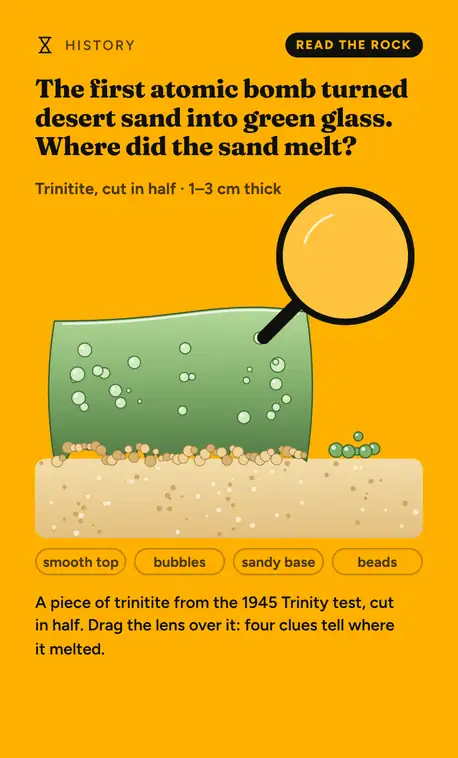 HISTORY
READ THE ROCK
The first atomic bomb turned
desert sand into green glass.
Where did the sand melt?
Trinitite, cut in half · 1–3 cm thick
smooth top
bubbles
sandy base
beads
A piece of trinitite from the 1945 Trinity test, cut
in half. Drag the lens over it: four clues tell where
it melted.